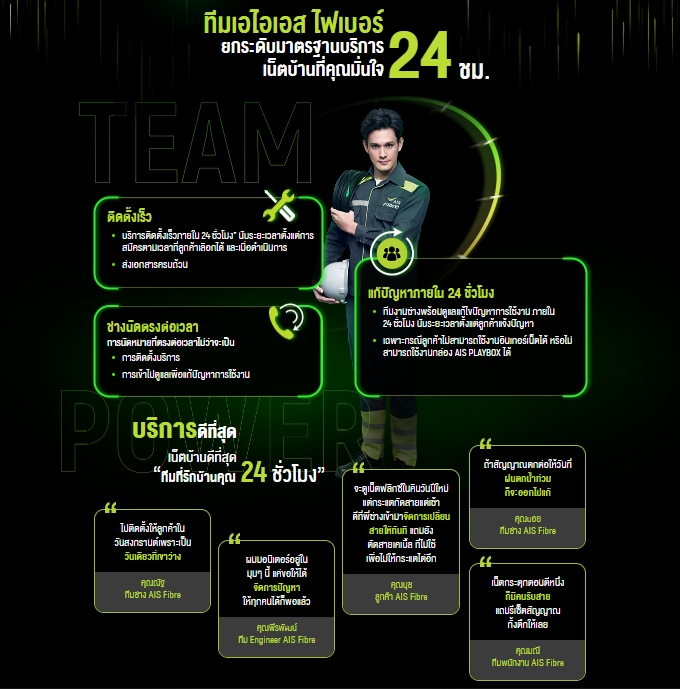 ทีมเอไอเอส ไฟเบอร์
ยกระดับมาตรฐานบริการ
เน็ตบ้านที่คุณมั่นใจ
24 ชม.
TEAM
AIS
FIBRE
ติดตั้งเร็ว
• บริการติดตั้งเร็วภายใน 24 ชั่วโมง* นับระยะเวลาตั้งแต่การ
สมัครตามเวลาที่ลูกค้าเลือกได้ และเมื่อดำเนินการ
• ส่งเอกสารครบถ้วน
แก้ปัญหาภายใน 24 ชั่วโมง
• ทีมงานช่างพร้อมดูแลแก้ไขปัญหาการใช้งาน ภายใน
24 ชั่วโมง นับระยะเวลาตั้งแต่ลูกค้าแจ้งปัญหา
• เฉพาะกรณีลูกค้าไม่สามารถใช้งานอินเทอร์เน็ตได้ หรือไม่
สามารถใช้งานกล่อง AIS PLAYBOX ได้
ช่างนัดตรงต่อเวลา
การนัดหมายที่ตรงต่อเวลาไม่ว่าจะเป็น
• การติดตั้งบริการ
• การเข้าไปดูแลเพื่อแก้ปัญหาการใช้งาน
POWER
บริการดีที่สุด
เน็ตบ้านดีที่สุด
“ทีมที่รักบ้านคุณ 24 ชั่วโมง”
“
ไปติดตั้งให้ลูกค้าใน
วันสงกรานต์เพราะเป็น
วันเดียวที่เขาว่าง
คุณณัฐ
ทีมช่าง AIS Fibre
“
ผมมอนิเตอร์อยู่ใน
มุมๆ นี้ แค่ขอให้ได้
จัดการปัญหา
ให้ทุกคนได้ก็พอแล้ว
คุณพีรพัฒน์
ทีม Engineer AIS Fibre
“
จะดูเน็ตฟลิกซ์ในคืนวันปีใหม่
แต่กระแตกัดสายแต่เช้า
ดีที่พี่ช่างเข้ามาจัดการเปลี่ยน
สายให้ทันที แถมยัง
ตัดสายเคเบิ้ล ที่ไม่ใช้
เพื่อไม่ให้กระแตไต่อีก
คุณนุช
ลูกค้า AIS Fibre
“
ถ้าสัญญาณตกต่อให้วันที่
ฝนตกน้ำท่วม
ก็จะออกไปแก้
คุณบอย
ทีมช่าง AIS Fibre
“
เน็ตกระตุกตอนตีหนึ่ง
ก็มีคนรับสาย
แถมรีเซ็ตสัญญาณ
ทั้งตึกให้เลย
คุณมณี
ทีมพนักงาน AIS Fibre